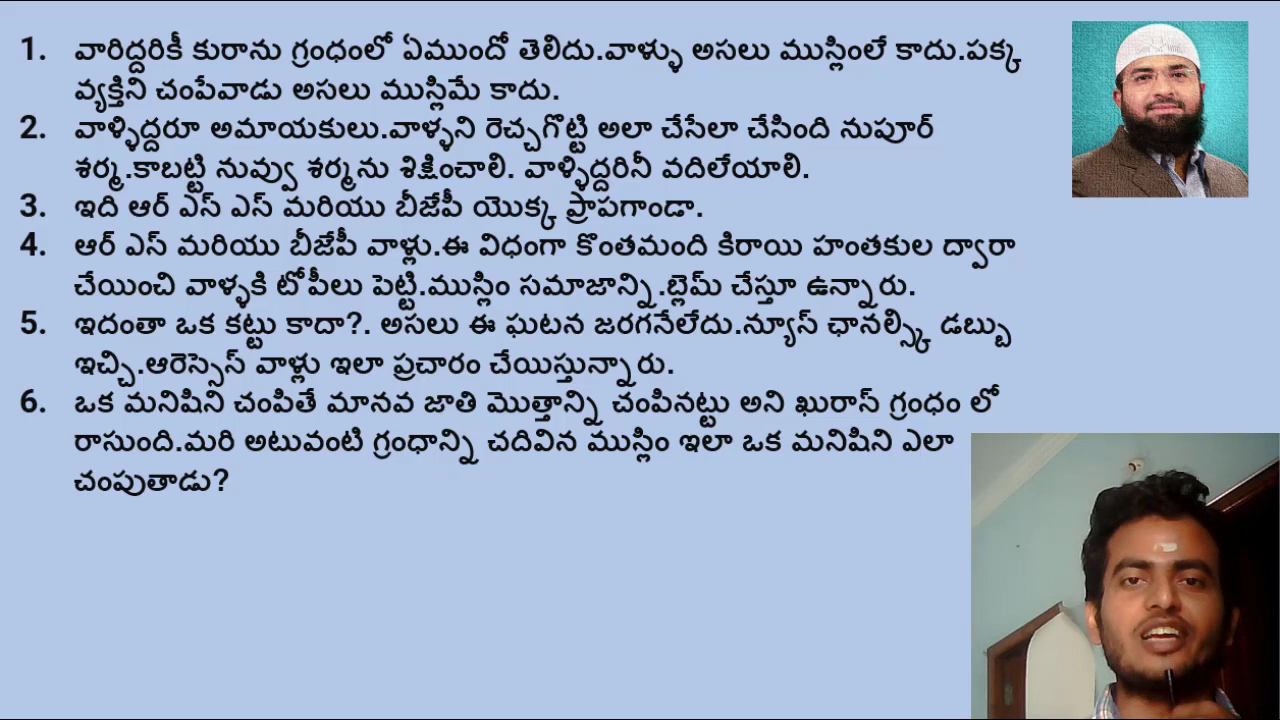 1. వారిద్దరికీ కురాను గ్రంధంలో ఏముందో తెలిదు.వాళ్ళు అసలు ముస్లింలే కాదు.పక్క
వ్యక్తిని చంపేవాడు అసలు ముస్లిమే కాదు.
2. వాళ్ళిద్దరూ అమాయకులు.వాళ్ళని రెచ్చగొట్టి అలా చేసేలా చేసింది నుపూర్
శర్మ.కాబట్టి నువ్వు శర్మను శిక్షించాలి. వాళ్ళిద్దరినీ వదిలేయాలి.
3. ఇది ఆర్ ఎస్ ఎస్ మరియు బీజేపీ యొక్క ప్రాపగాండా.
4. ఆర్ ఎస్ మరియు బీజేపీ వాళ్లు.ఈ విధంగా కొంతమంది కిరాయి హంతకుల ద్వారా
చేయించి వాళ్ళకి టోపీలు పెట్టి.ముస్లిం సమాజాన్ని.బ్లేమ్ చేస్తూ ఉన్నారు.
5. ఇదంతా ఒక కట్టు కాదా?. అసలు ఈ ఘటన జరగనేలేదు.న్యూస్ ఛానల్స్కి డబ్బు
ఇచ్చి.ఆరెస్సెస్ వాళ్లు ఇలా ప్రచారం చేయిస్తున్నారు.
6. ఒక మనిషిని చంపితే మానవ జాతి మొత్తాన్ని చంపినట్టు అని ఖురాస్ గ్రంధం లో
రాసుంది.మరి అటువంటి గ్రంధాన్ని చదివిన ముస్లిం ఇలా ఒక మనిషిని ఎలా
చంపుతాడు?